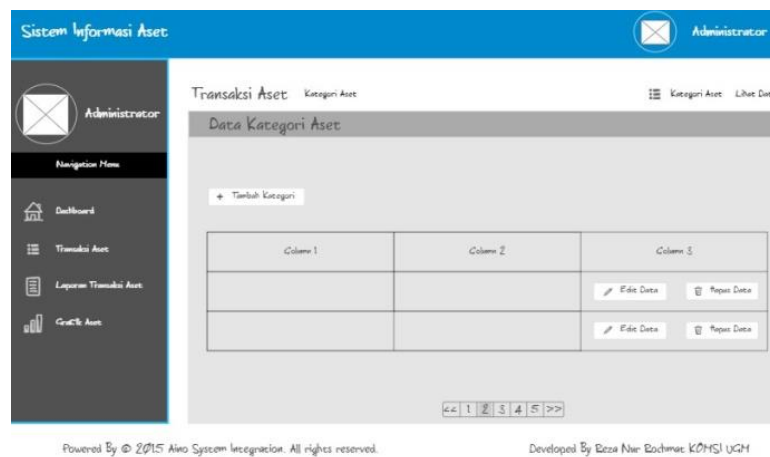 Sistem Informasi Aset
Administrator
Administrator
Navigation Menu
Dashboard
Transaksi Aset
Laporan Transaksi Aset
Grafik Aset
Transaksi Aset Kategori Aset
Kategori Aset Lihat Dat
Data Kategori Aset
+ Tambah Kategori
Column 1 Column 2 Column 3
Edit Data Hapus Data
Edit Data Hapus Data
<< 1 2 3 4 5 >>
Powered By © 2015 Aino System Integration. All rights reserved.
Developed By Reza Nur Rochmat KOMSI UGM